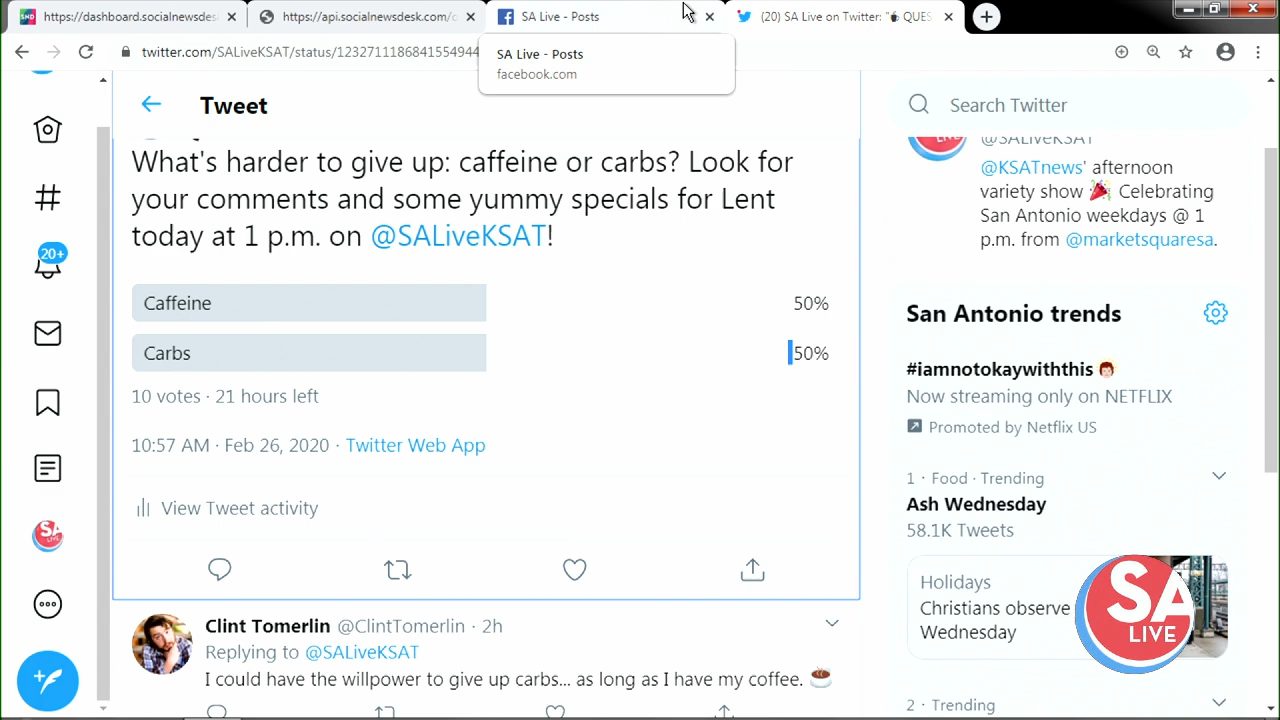 https://dashboard.socialnewsdes
https://api.socialnewsdesk.com/c
SA Live - Posts
(20) SA Live on Twitter: "☕ QUES
twitter.com/SALiveKSAT/status/1232711186841554944
SA Live - Posts
facebook.com
Tweet
Search Twitter
What's harder to give up: caffeine or carbs? Look for
your comments and some yummy specials for Lent
today at 1 p.m. on @SALiveKSAT!
Caffeine 50%
Carbs 50%
10 votes · 21 hours left
10:57 AM · Feb 26, 2020 · Twitter Web App
View Tweet activity
Clint Tomerlin @ClintTomerlin · 2h
Replying to @SALiveKSAT
I could have the willpower to give up carbs... as long as I have my coffee. ☕
20+
@SALiveKSAT
@KSATnews' afternoon
variety show 🎉 Celebrating
San Antonio weekdays @ 1
p.m. from @marketsquaresa.
San Antonio trends
#iamnotokaywiththis
Now streaming only on NETFLIX
Promoted by Netflix US
1 · Food · Trending
Ash Wednesday
58.1K Tweets
Holidays
Christians observe
Wednesday
2 · Trending
SA
LIVE